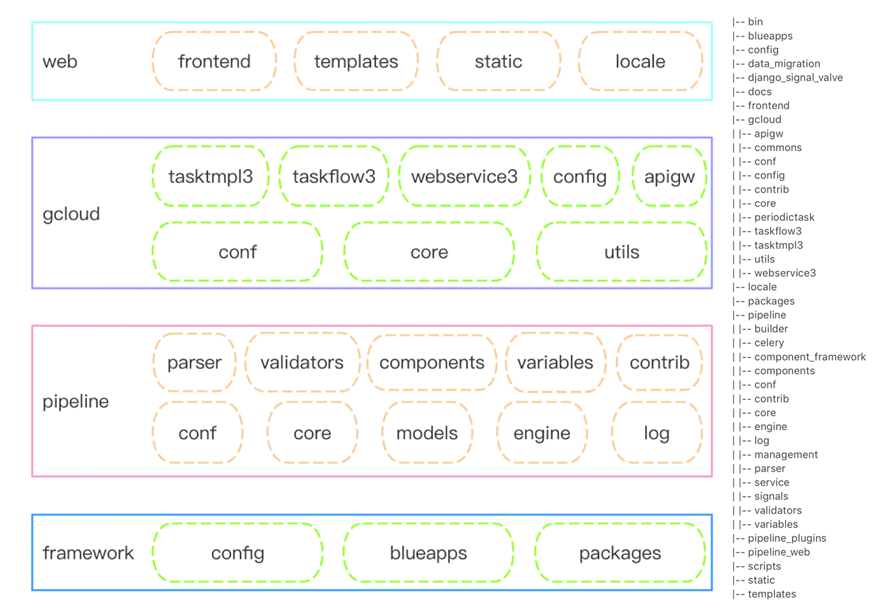 web
frontend
templates
static
locale
gcloud
tasktmpl3
taskflow3
webservice3
config
apigw
conf
core
utils
pipeline
parser
validators
components
variables
contrib
conf
core
models
engine
log
framework
config
blueapps
packages
|-- bin
|-- blueapps
|-- config
|-- data_migration
|-- django_signal_valve
|-- docs
|-- frontend
|-- gcloud
| |-- apigw
| |-- commons
| |-- conf
| |-- config
| |-- contrib
| |-- core
| |-- periodictask
| |-- taskflow3
| |-- tasktmpl3
| |-- utils
| |-- webservice3
|-- locale
|-- packages
|-- pipeline
| |-- builder
| |-- celery
| |-- component_framework
| |-- components
| |-- conf
| |-- contrib
| |-- core
| |-- engine
| |-- log
| |-- management
| |-- parser
| |-- service
| |-- signals
| |-- validators
| |-- variables
|-- pipeline_plugins
|-- pipeline_web
|-- scripts
|-- static
|-- templates